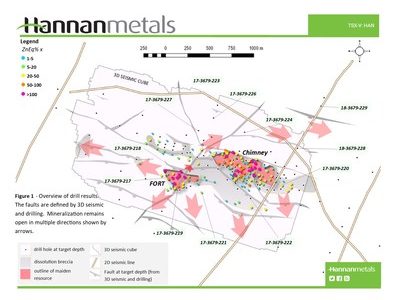 Hannanmetals
TSX-V: HAN
Legend
ZnEq% x
1-5
5-20
20-50
50-100
>100
250 0 250 500 750 1000 m
3D SEISMIC CUBE
17-3679-223
17-3679-226
17-3679-227
17-3679-224
18-3679-229
17-3679-218
Chimney
18-3679-228
17-3679-220
17-3679-217
FORT
Figure 1 - Overview of drill results.
The faults are defined by 3D seismic
and drilling. Mineralization remains
open in multiple directions shown by
arrows.
17-3679-219
17-3679-221
17-3679-222
drill hole at target depth
3D seismic cube
dissolution breccia
2D seismic line
outline of maiden
resource
Fault at target depth (from
3D seismic and drilling)
Hannanmetals